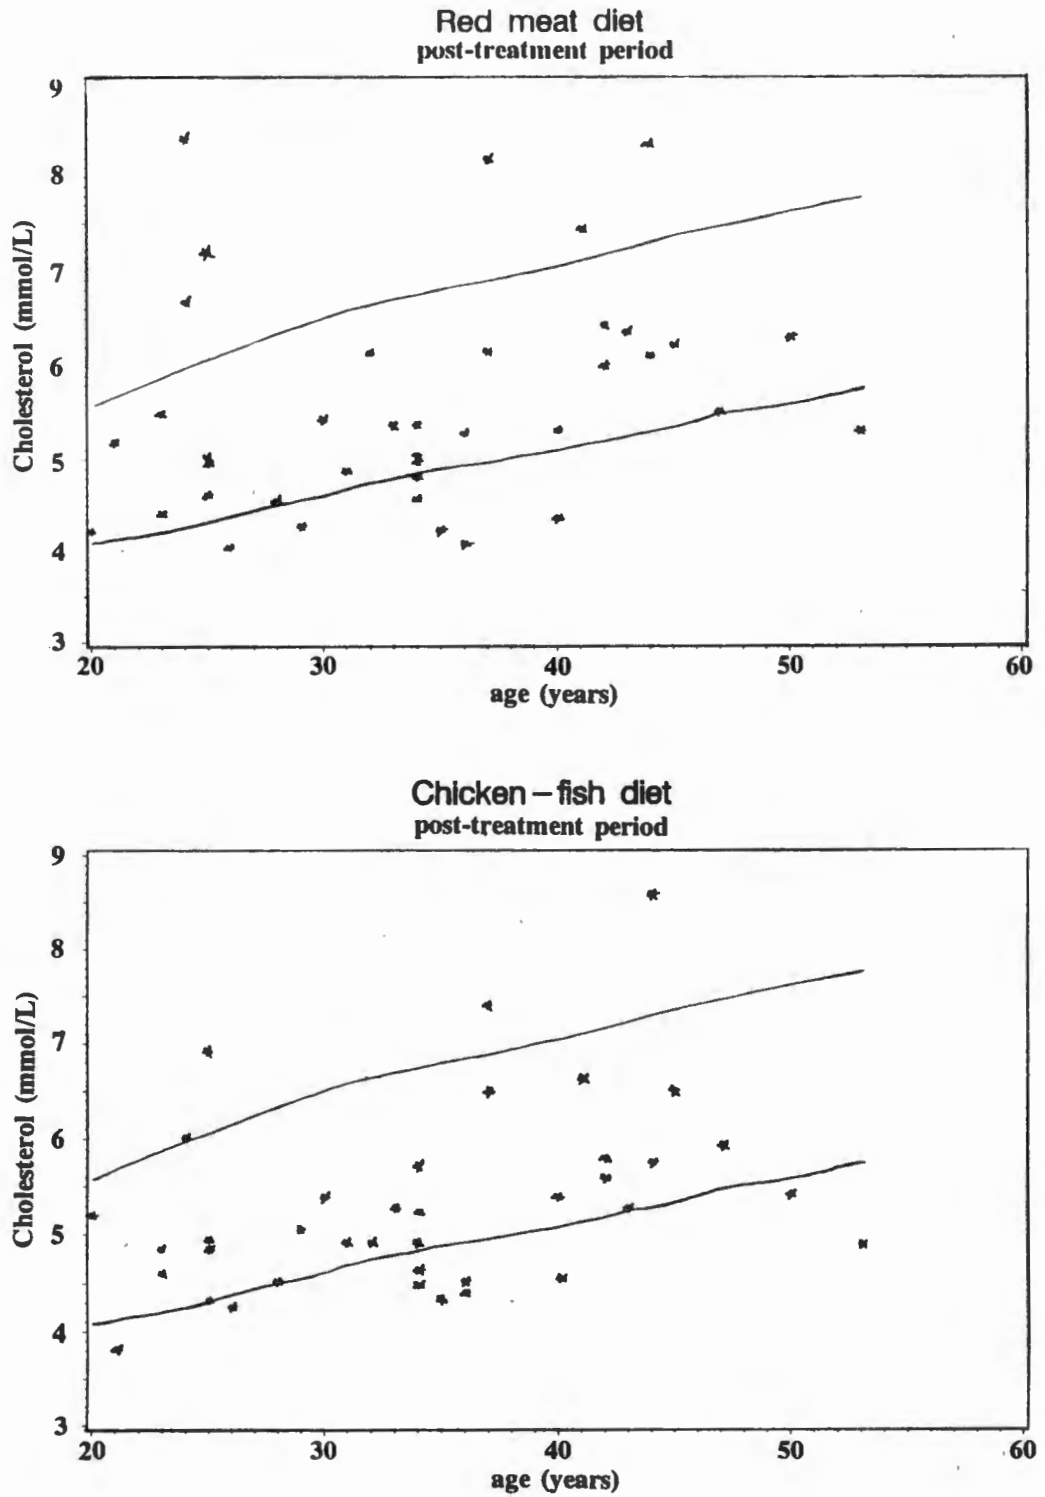 Red meat diet
post-treatment period
9
8
7
6
5
4
3
Cholesterol (mmol/L)
20 30 40 50 60
age (years)
Chicken–fish diet
post-treatment period
9
8
7
6
5
4
3
Cholesterol (mmol/L)
20 30 40 50 60
age (years)